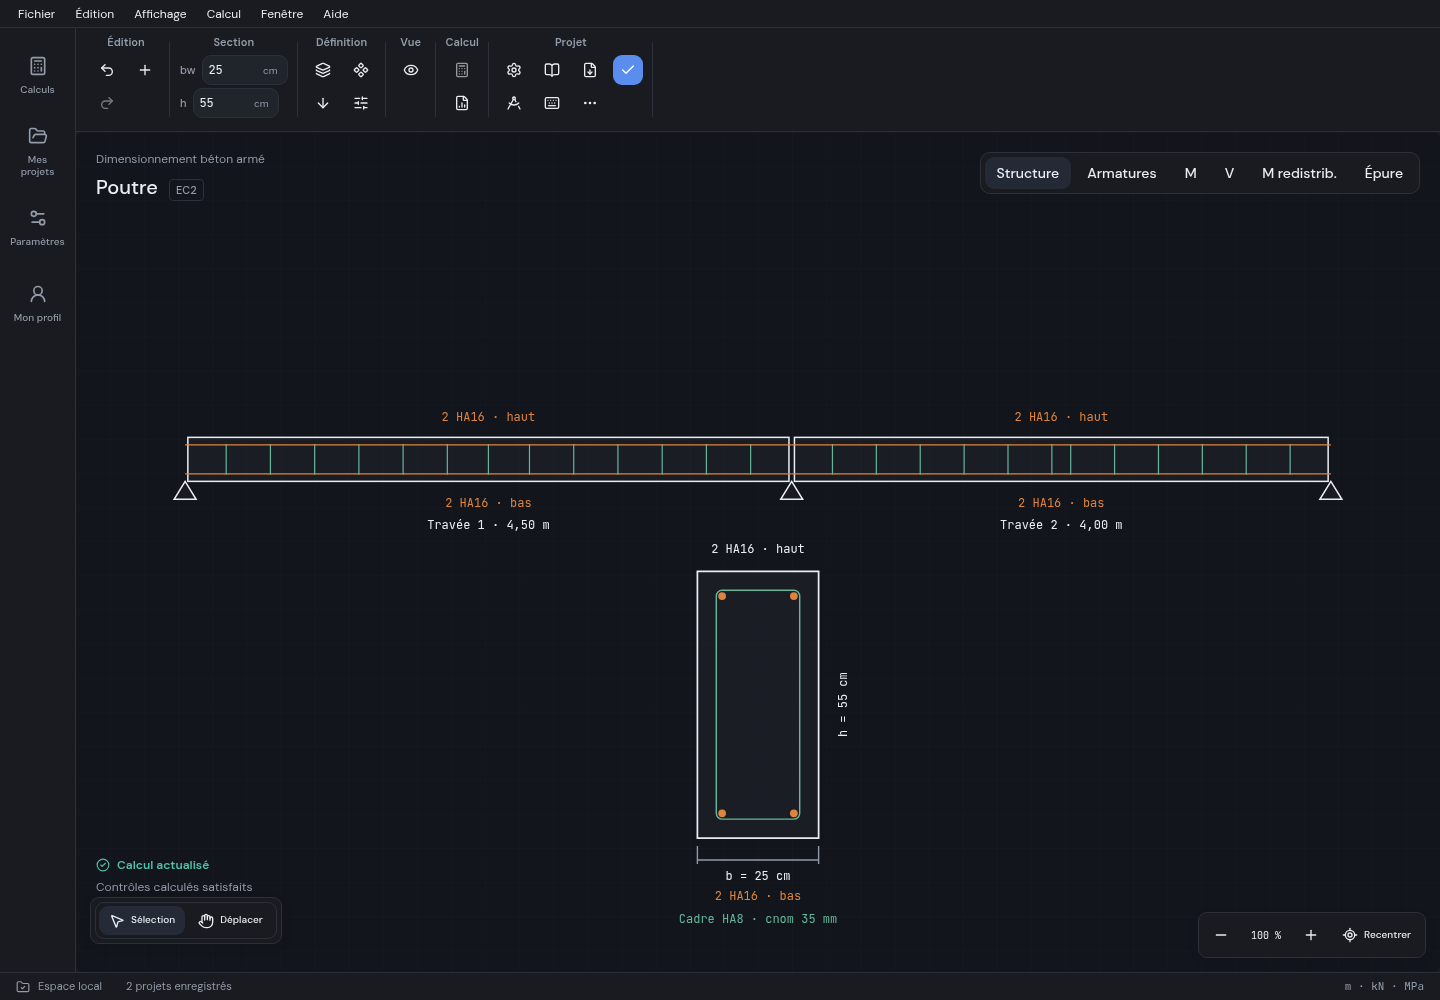 Fichier Édition Affichage Calcul Fenêtre Aide
Édition Section Définition Vue Calcul Projet
bw 25 cm
h 55 cm
Calculs
Mes
projets
Paramètres
Mon profil
Dimensionnement béton armé
Poutre EC2
Structure Armatures M V M redistrib. Épure
2 HA16 · haut 2 HA16 · haut
2 HA16 · bas 2 HA16 · bas
Travée 1 · 4,50 m Travée 2 · 4,00 m
2 HA16 · haut
h = 55 cm
b = 25 cm
2 HA16 · bas
Cadre HA8 · cnom 35 mm
Calcul actualisé
Contrôles calculés satisfaits
Sélection Déplacer
100 % Recentrer
Espace local 2 projets enregistrés m · kN · MPa